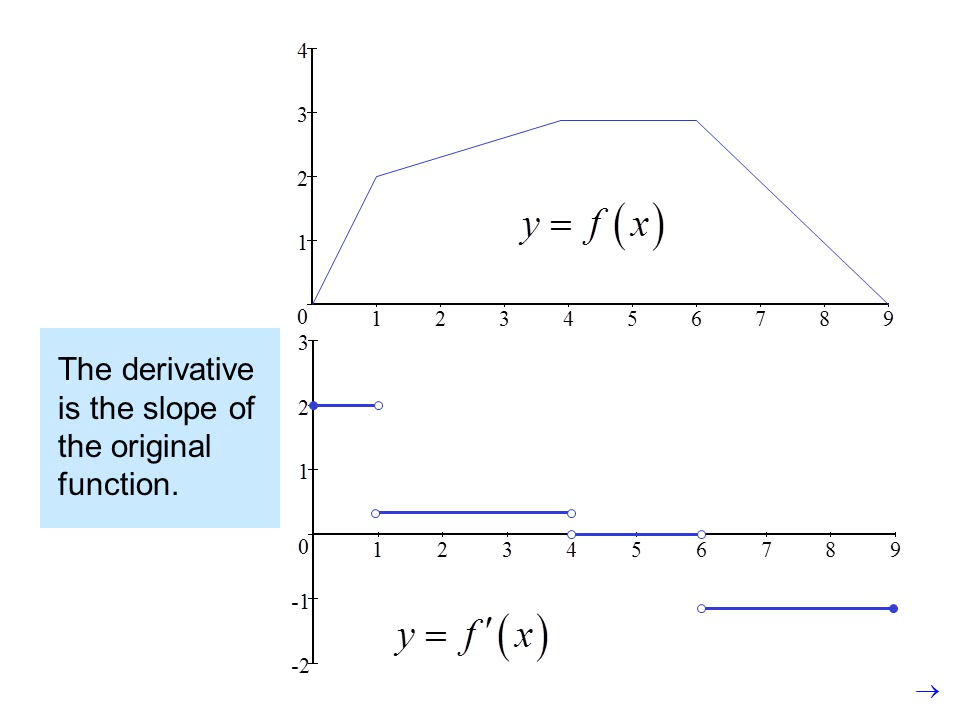 4
3
2
1
0
1 2 3 4 5 6 7 8 9
y = f(x)
The derivative
is the slope of
the original
function.
3
2
1
0
1 2 3 4 5 6 7 8 9
-1
-2
y = f′(x)
→